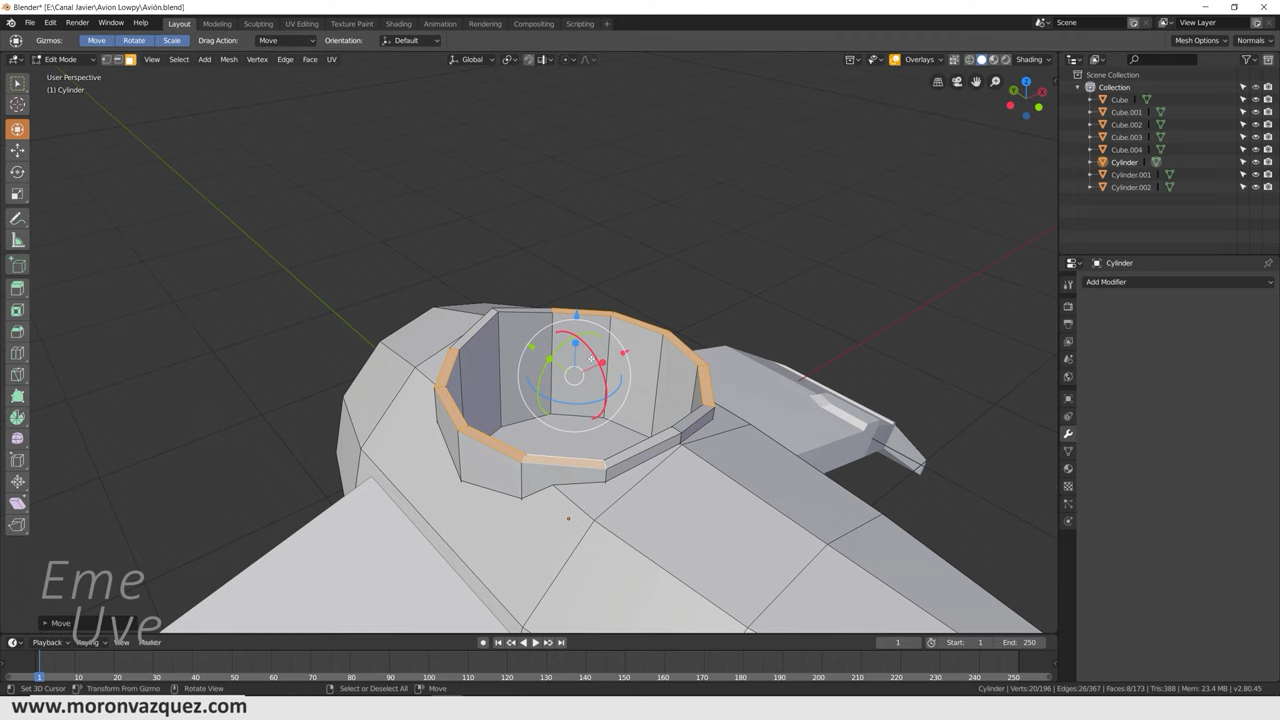 Blender* [E:\Canal Javier\Avion Lowpy\Avión.blend]
File Edit Render Window Help Layout Modeling Sculpting UV Editing Texture Paint Shading Animation Rendering Compositing Scripting + Scene View Layer
Gizmos: Move Rotate Scale Drag Action: Move Orientation: Default Mesh Options Normals
Edit Mode View Select Add Mesh Vertex Edge Face UV Global Overlays Shading
User Perspective
(1) Cylinder
Z
Y
X
Scene Collection
Collection
Cube
Cube.001
Cube.002
Cube.003
Cube.004
Cylinder
Cylinder.001
Cylinder.002
Cylinder
Add Modifier
Eme
Uve
Move
Playback Keying View Marker 1 Start: 1 End: 250
1 10 20 30 40 50 60 70 80 90 100 110 120 130 140 150 160 170 180 190 200 210 220 230 240 250
Set 3D Cursor Transform From Gizmo Rotate View Select or Deselect All Move Cylinder | Verts:20/196 | Edges:26/367 | Faces:8/173 | Tris:388 | Mem: 23.4 MB | v2.80.45
www.moronvazquez.com